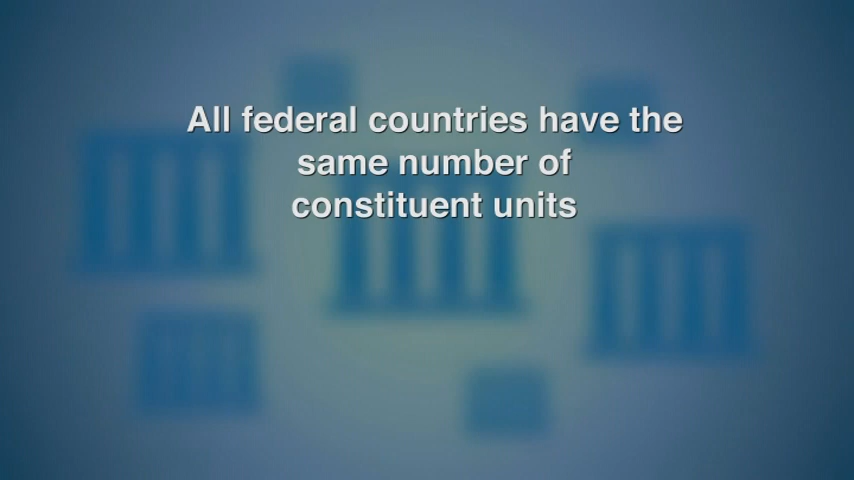 All federal countries have the
same number of
constituent units